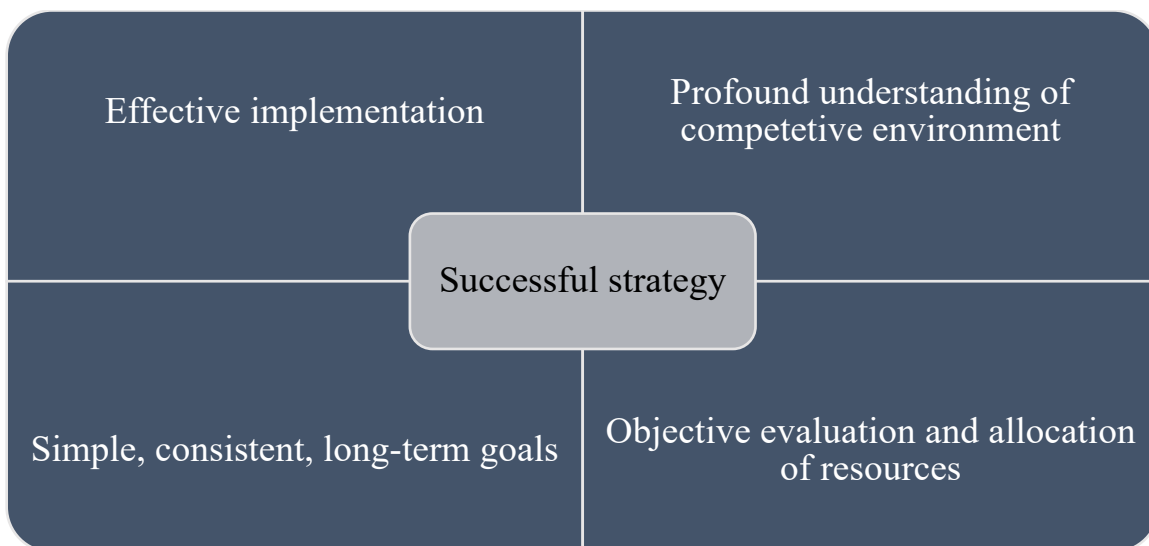 Effective implementation
Profound understanding of
competetive environment
Successful strategy
Simple, consistent, long-term goals
Objective evaluation and allocation
of resources